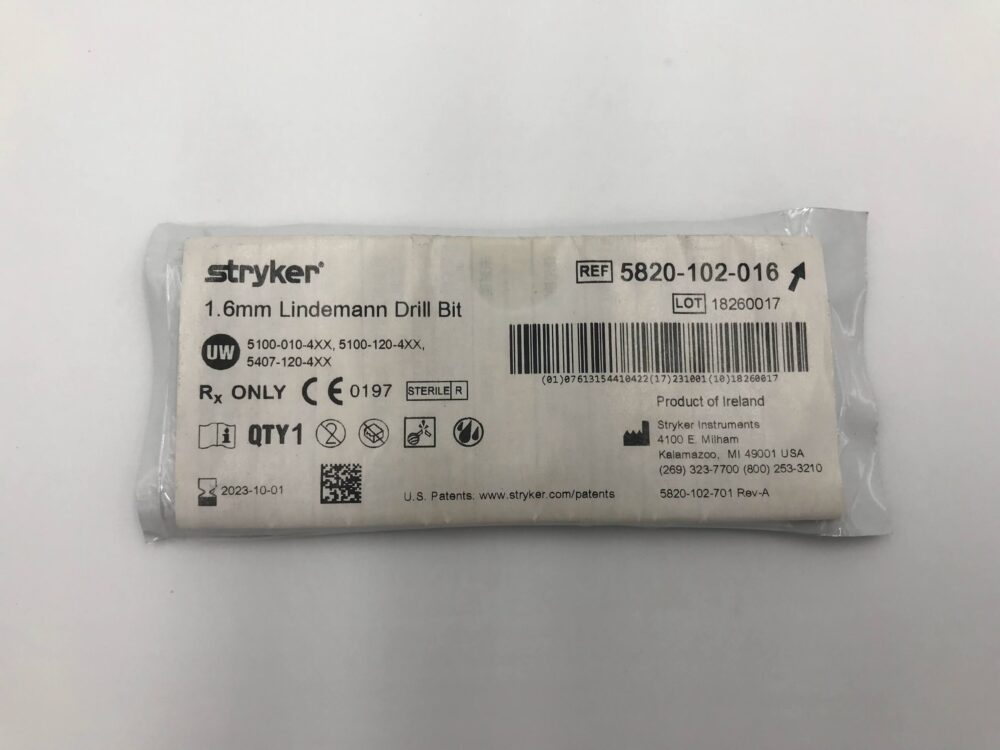 stryker®
1.6mm Lindemann Drill Bit
UW
5100-010-4XX, 5100-120-4XX,
5407-120-4XX
Rx ONLY CE 0197 STERILE R
QTY1
2023-10-01
U.S. Patents: www.stryker.com/patents
REF 5820-102-016
LOT 18260017
(01)07613154410422(17)231001(10)18260017
Product of Ireland
Stryker Instruments
4100 E. Milham
Kalamazoo, MI 49001 USA
(269) 323-7700 (800) 253-3210
5820-102-701 Rev-A